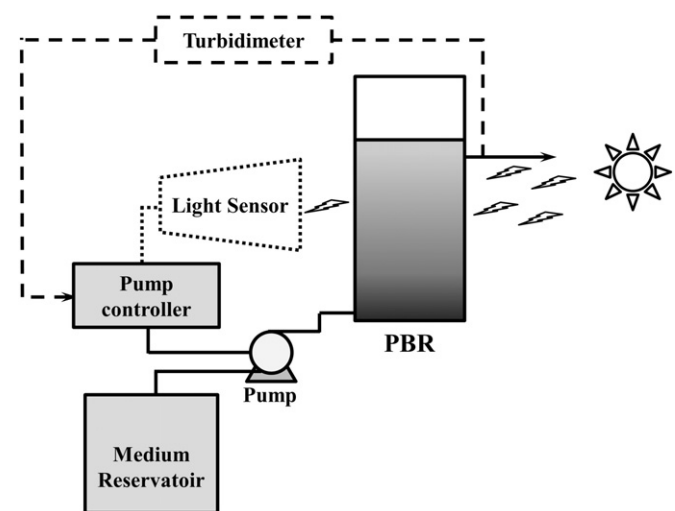 Turbidimeter
Light Sensor
Pump
controller
PBR
Pump
Medium
Reservatoir